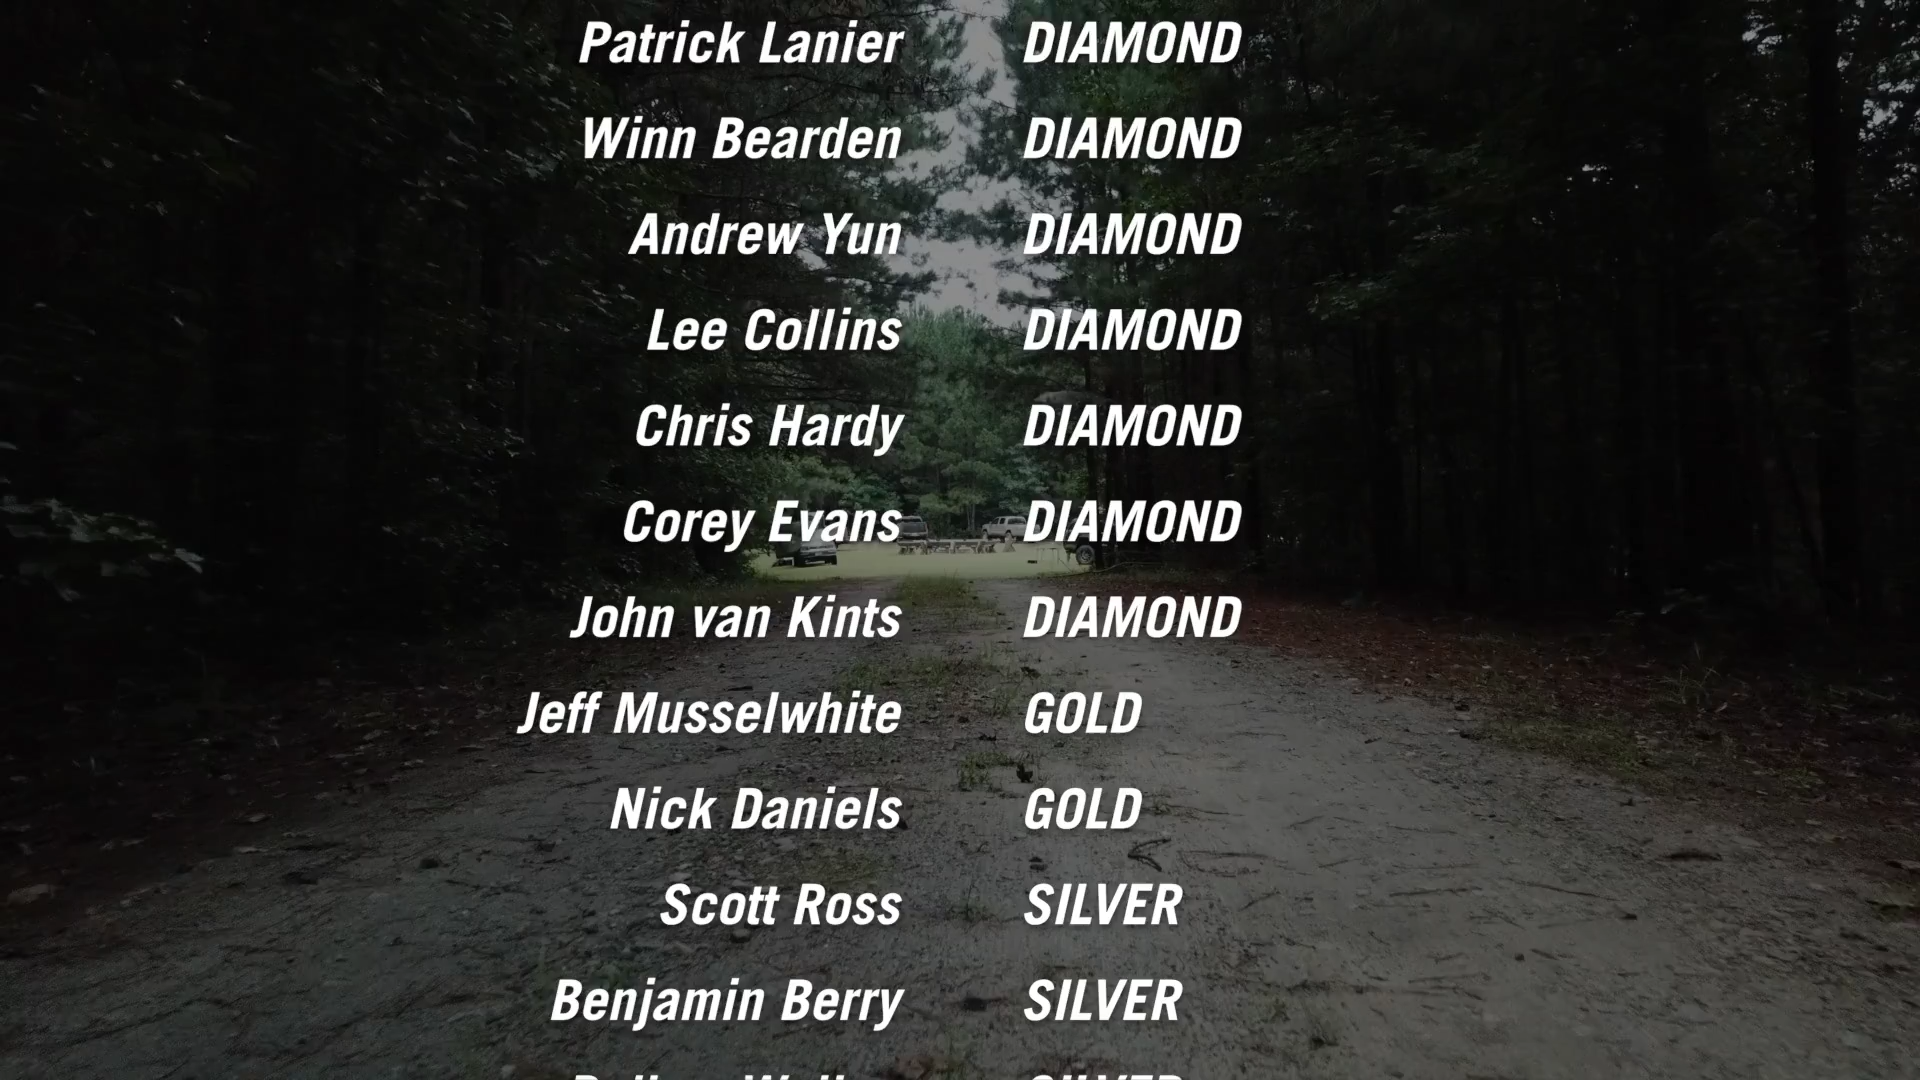 Patrick Lanier DIAMOND
Winn Bearden DIAMOND
Andrew Yun DIAMOND
Lee Collins DIAMOND
Chris Hardy DIAMOND
Corey Evans DIAMOND
John van Kints DIAMOND
Jeff Musselwhite GOLD
Nick Daniels GOLD
Scott Ross SILVER
Benjamin Berry SILVER
SILVER